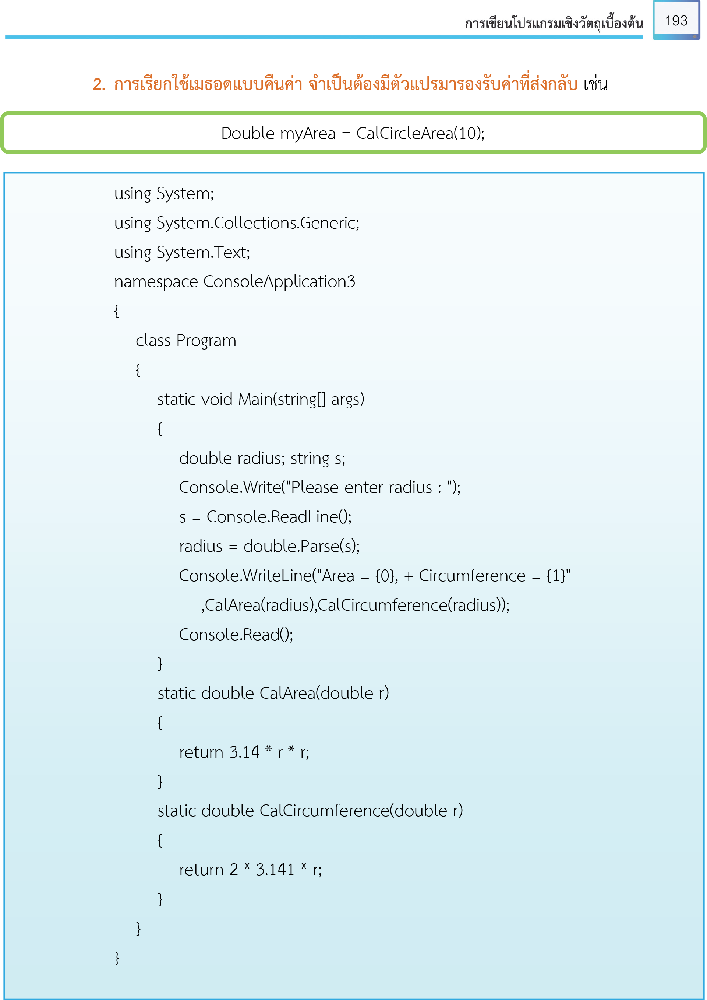 การเขียนโปรแกรมเชิงวัตถุเบื้องต้น 193
2. การเรียกใช้เมธอดแบบคืนค่า จำเป็นต้องมีตัวแปรมารองรับค่าที่ส่งกลับ เช่น
Double myArea = CalCircleArea(10);
using System;
using System.Collections.Generic;
using System.Text;
namespace ConsoleApplication3
{
class Program
{
static void Main(string[] args)
{
double radius; string s;
Console.Write("Please enter radius : ");
s = Console.ReadLine();
radius = double.Parse(s);
Console.WriteLine("Area = {0}, + Circumference = {1}"
,CalArea(radius),CalCircumference(radius));
Console.Read();
}
static double CalArea(double r)
{
return 3.14 * r * r;
}
static double CalCircumference(double r)
{
return 2 * 3.141 * r;
}
}
}